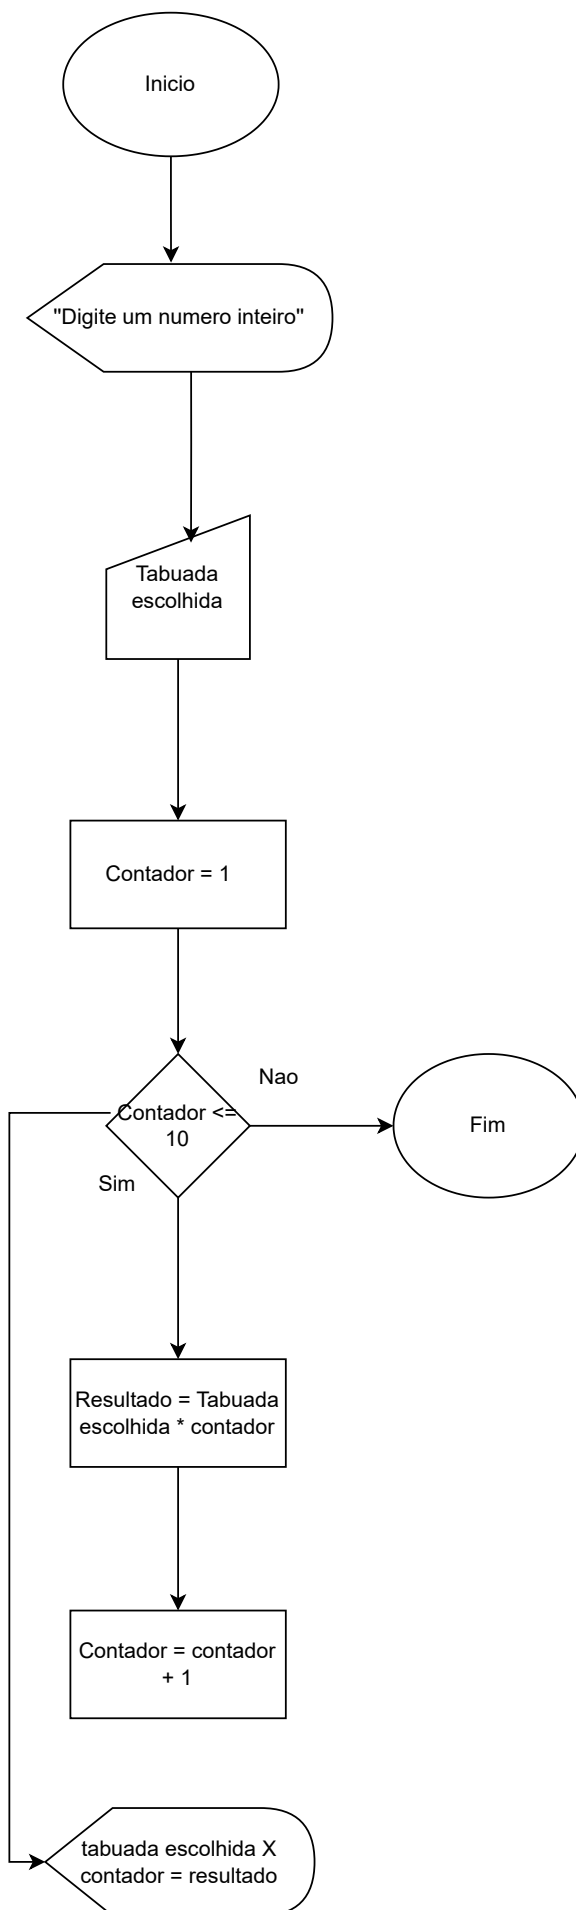 Inicio
"Digite um numero inteiro"
Tabuada
escolhida
Contador = 1
Nao
Contador <=
10
Fim
Sim
Resultado = Tabuada
escolhida * contador
Contador = contador
+ 1
tabuada escolhida X
contador = resultado